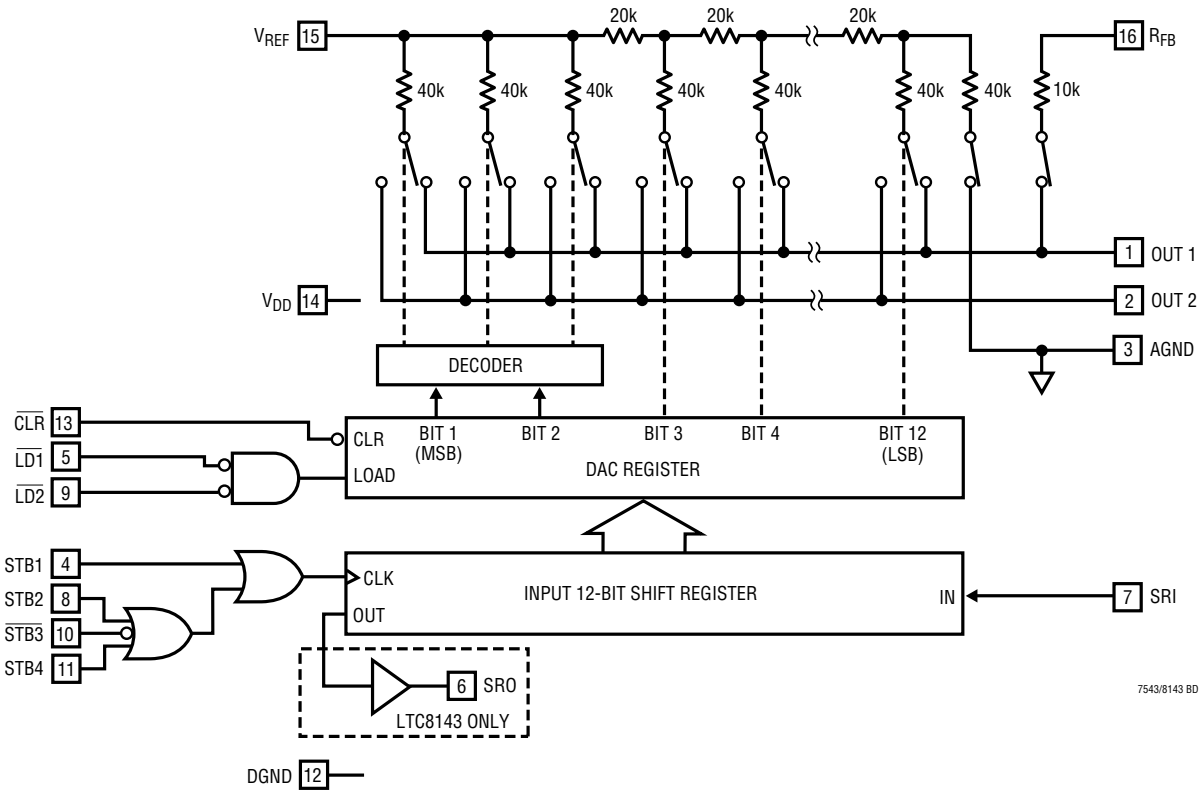 20k 20k 20k
VREF 15
16 RFB
40k 40k 40k 40k 40k 40k 40k 10k
1 OUT 1
VDD 14
2 OUT 2
3 AGND
DECODER
CLR 13
CLR
BIT 1 BIT 2 BIT 3 BIT 4 BIT 12
(MSB) (LSB)
LD1 5
DAC REGISTER
LOAD
LD2 9
STB1 4
CLK
INPUT 12-BIT SHIFT REGISTER
IN
7 SRI
STB2 8
OUT
STB3 10
STB4 11
6 SRO
LTC8143 ONLY
7543/8143 BD
DGND 12